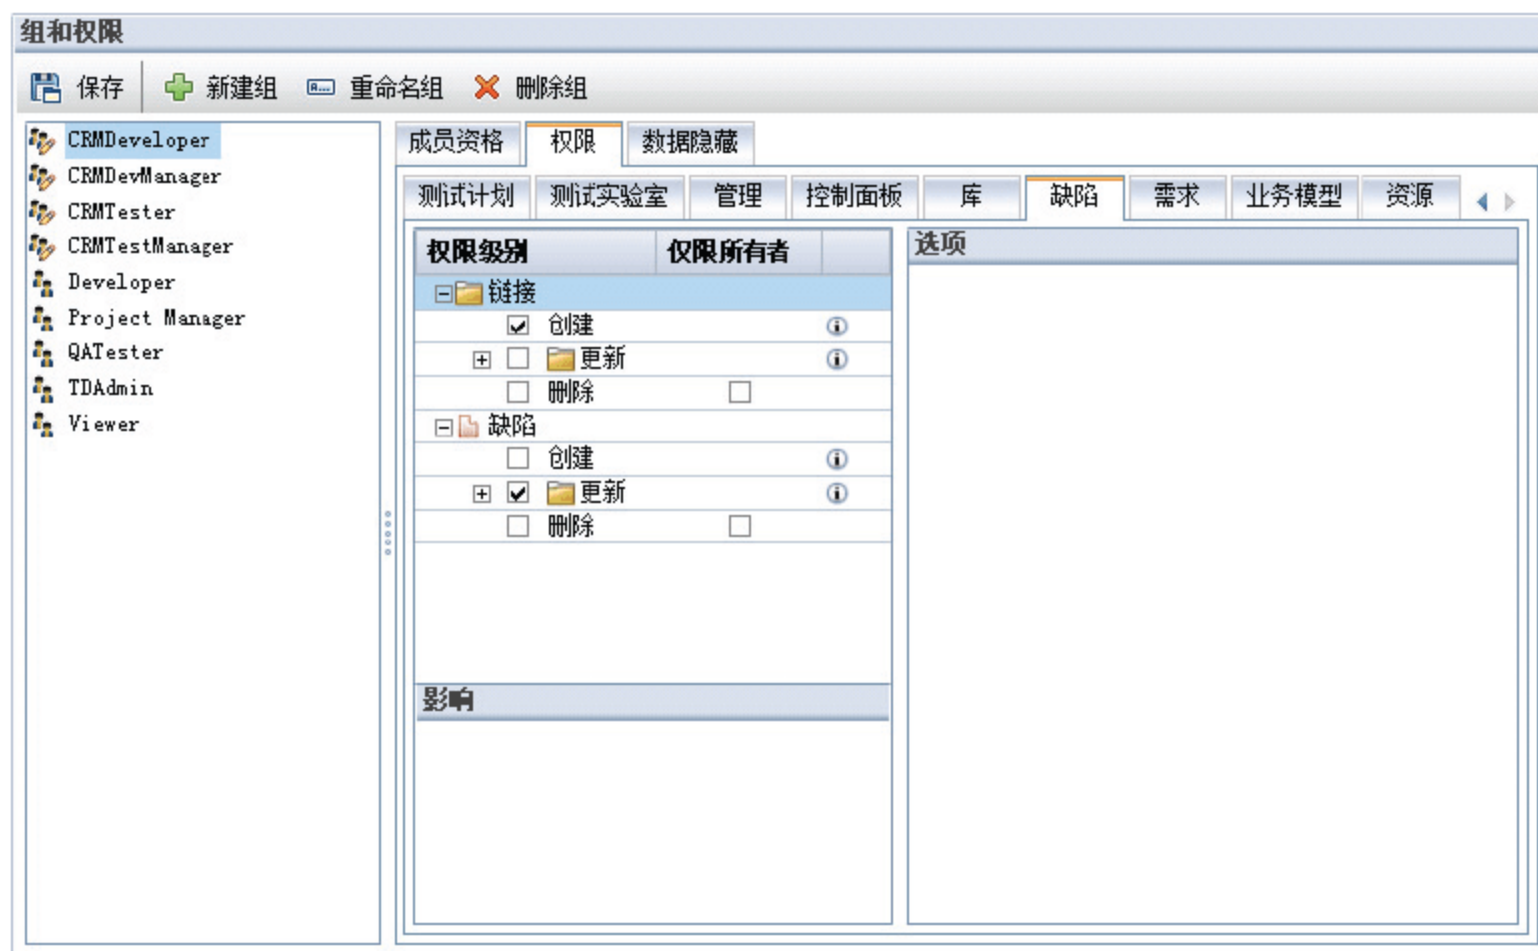 组和权限
保存 新建组 重命名组 删除组
CRMDeveloper
CRMDevManager
CRMTester
CRMTestManager
Developer
Project Manager
QATester
TDAdmin
Viewer
成员资格 权限 数据隐藏
测试计划 测试实验室 管理 控制面板 库 缺陷 需求 业务模型 资源
权限级别 仅限所有者
链接
创建
更新
删除
缺陷
创建
更新
删除
影响
选项